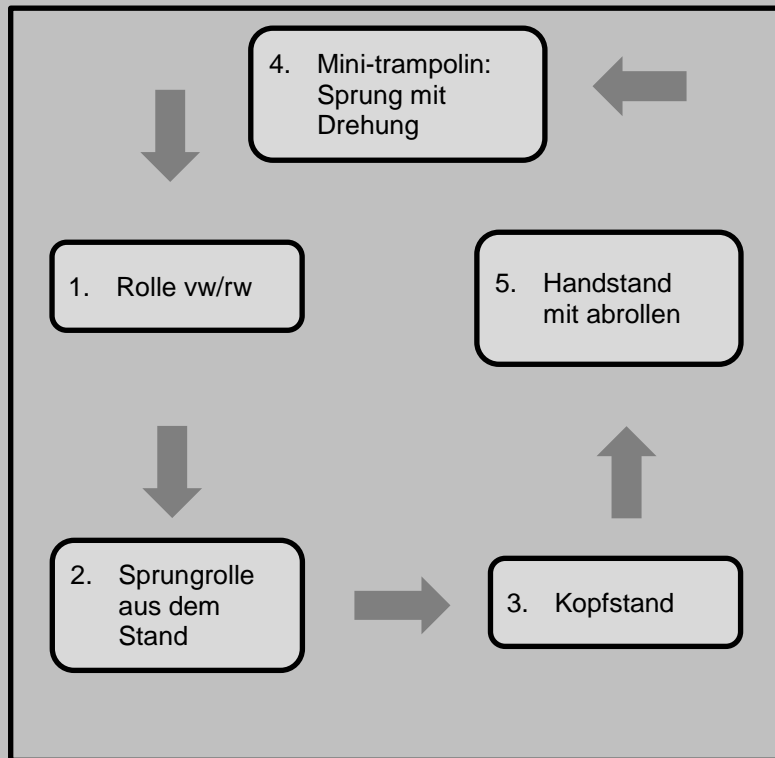 4. Mini-trampolin:
Sprung mit
Drehung
1. Rolle vw/rw
5. Handstand
mit abrollen
2. Sprungrolle
aus dem
Stand
3. Kopfstand